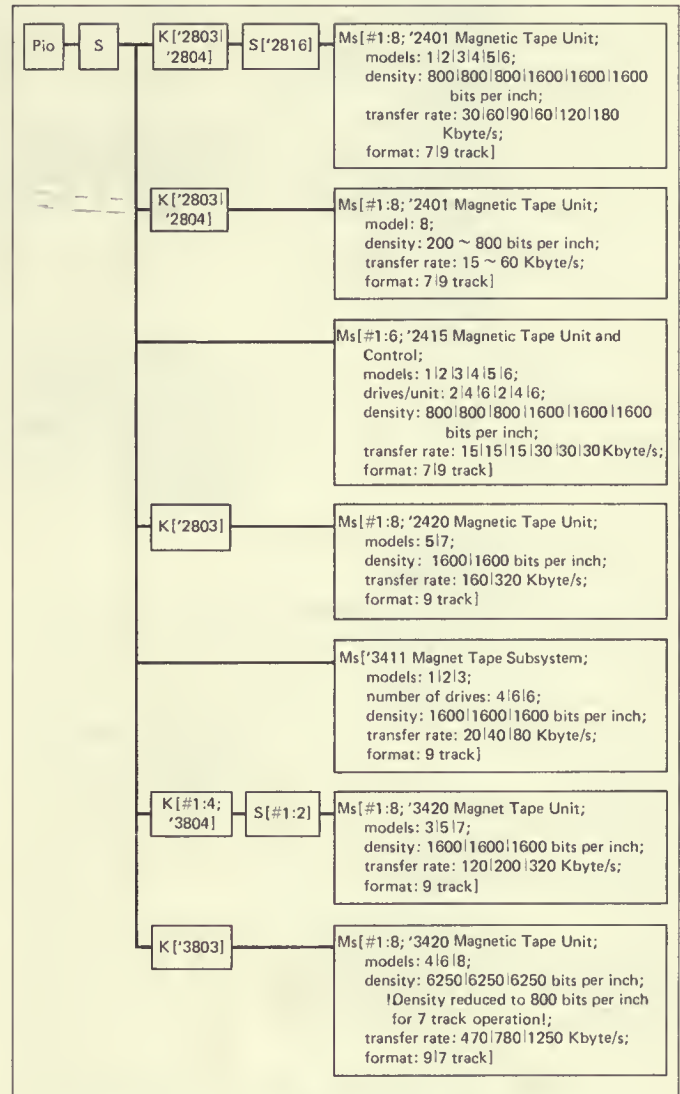 Pio
S
K['2803|
'2804]
S['2816]
Ms[#1:8; '2401 Magnetic Tape Unit;
models: 1|2|3|4|5|6;
density: 800|800|800|1600|1600|1600
bits per inch;
transfer rate: 30|60|90|60|120|180
Kbyte/s;
format: 7|9 track]
K['2803|
'2804]
Ms[#1:8; '2401 Magnetic Tape Unit;
model: 8;
density: 200 ~ 800 bits per inch;
transfer rate: 15 ~ 60 Kbyte/s;
format: 7|9 track]
Ms[#1:6; '2415 Magnetic Tape Unit and
Control;
models: 1|2|3|4|5|6;
drives/unit: 2|4|6|2|4|6;
density: 800|800|800|1600|1600|1600
bits per inch;
transfer rate: 15|15|15|30|30|30 Kbyte/s;
format: 7|9 track]
K['2803]
Ms[#1:8; '2420 Magnetic Tape Unit;
models: 5|7;
density: 1600|1600 bits per inch;
transfer rate: 160|320 Kbyte/s;
format: 9 track]
Ms['3411 Magnet Tape Subsystem;
models: 1|2|3;
number of drives: 4|6|6;
density: 1600|1600|1600 bits per inch;
transfer rate: 20|40|80 Kbyte/s;
format: 9 track]
K[#1:4;
'3804]
S[#1:2]
Ms[#1:8; '3420 Magnet Tape Unit;
models: 3|5|7;
density: 1600|1600|1600 bits per inch;
transfer rate: 120|200|320 Kbyte/s;
format: 9 track]
K['3803]
Ms[#1:8; '3420 Magnetic Tape Unit;
models: 4|6|8;
density: 6250|6250|6250 bits per inch;
!Density reduced to 800 bits per inch
for 7 track operation!;
transfer rate: 470|780|1250 Kbyte/s;
format: 9|7 track]